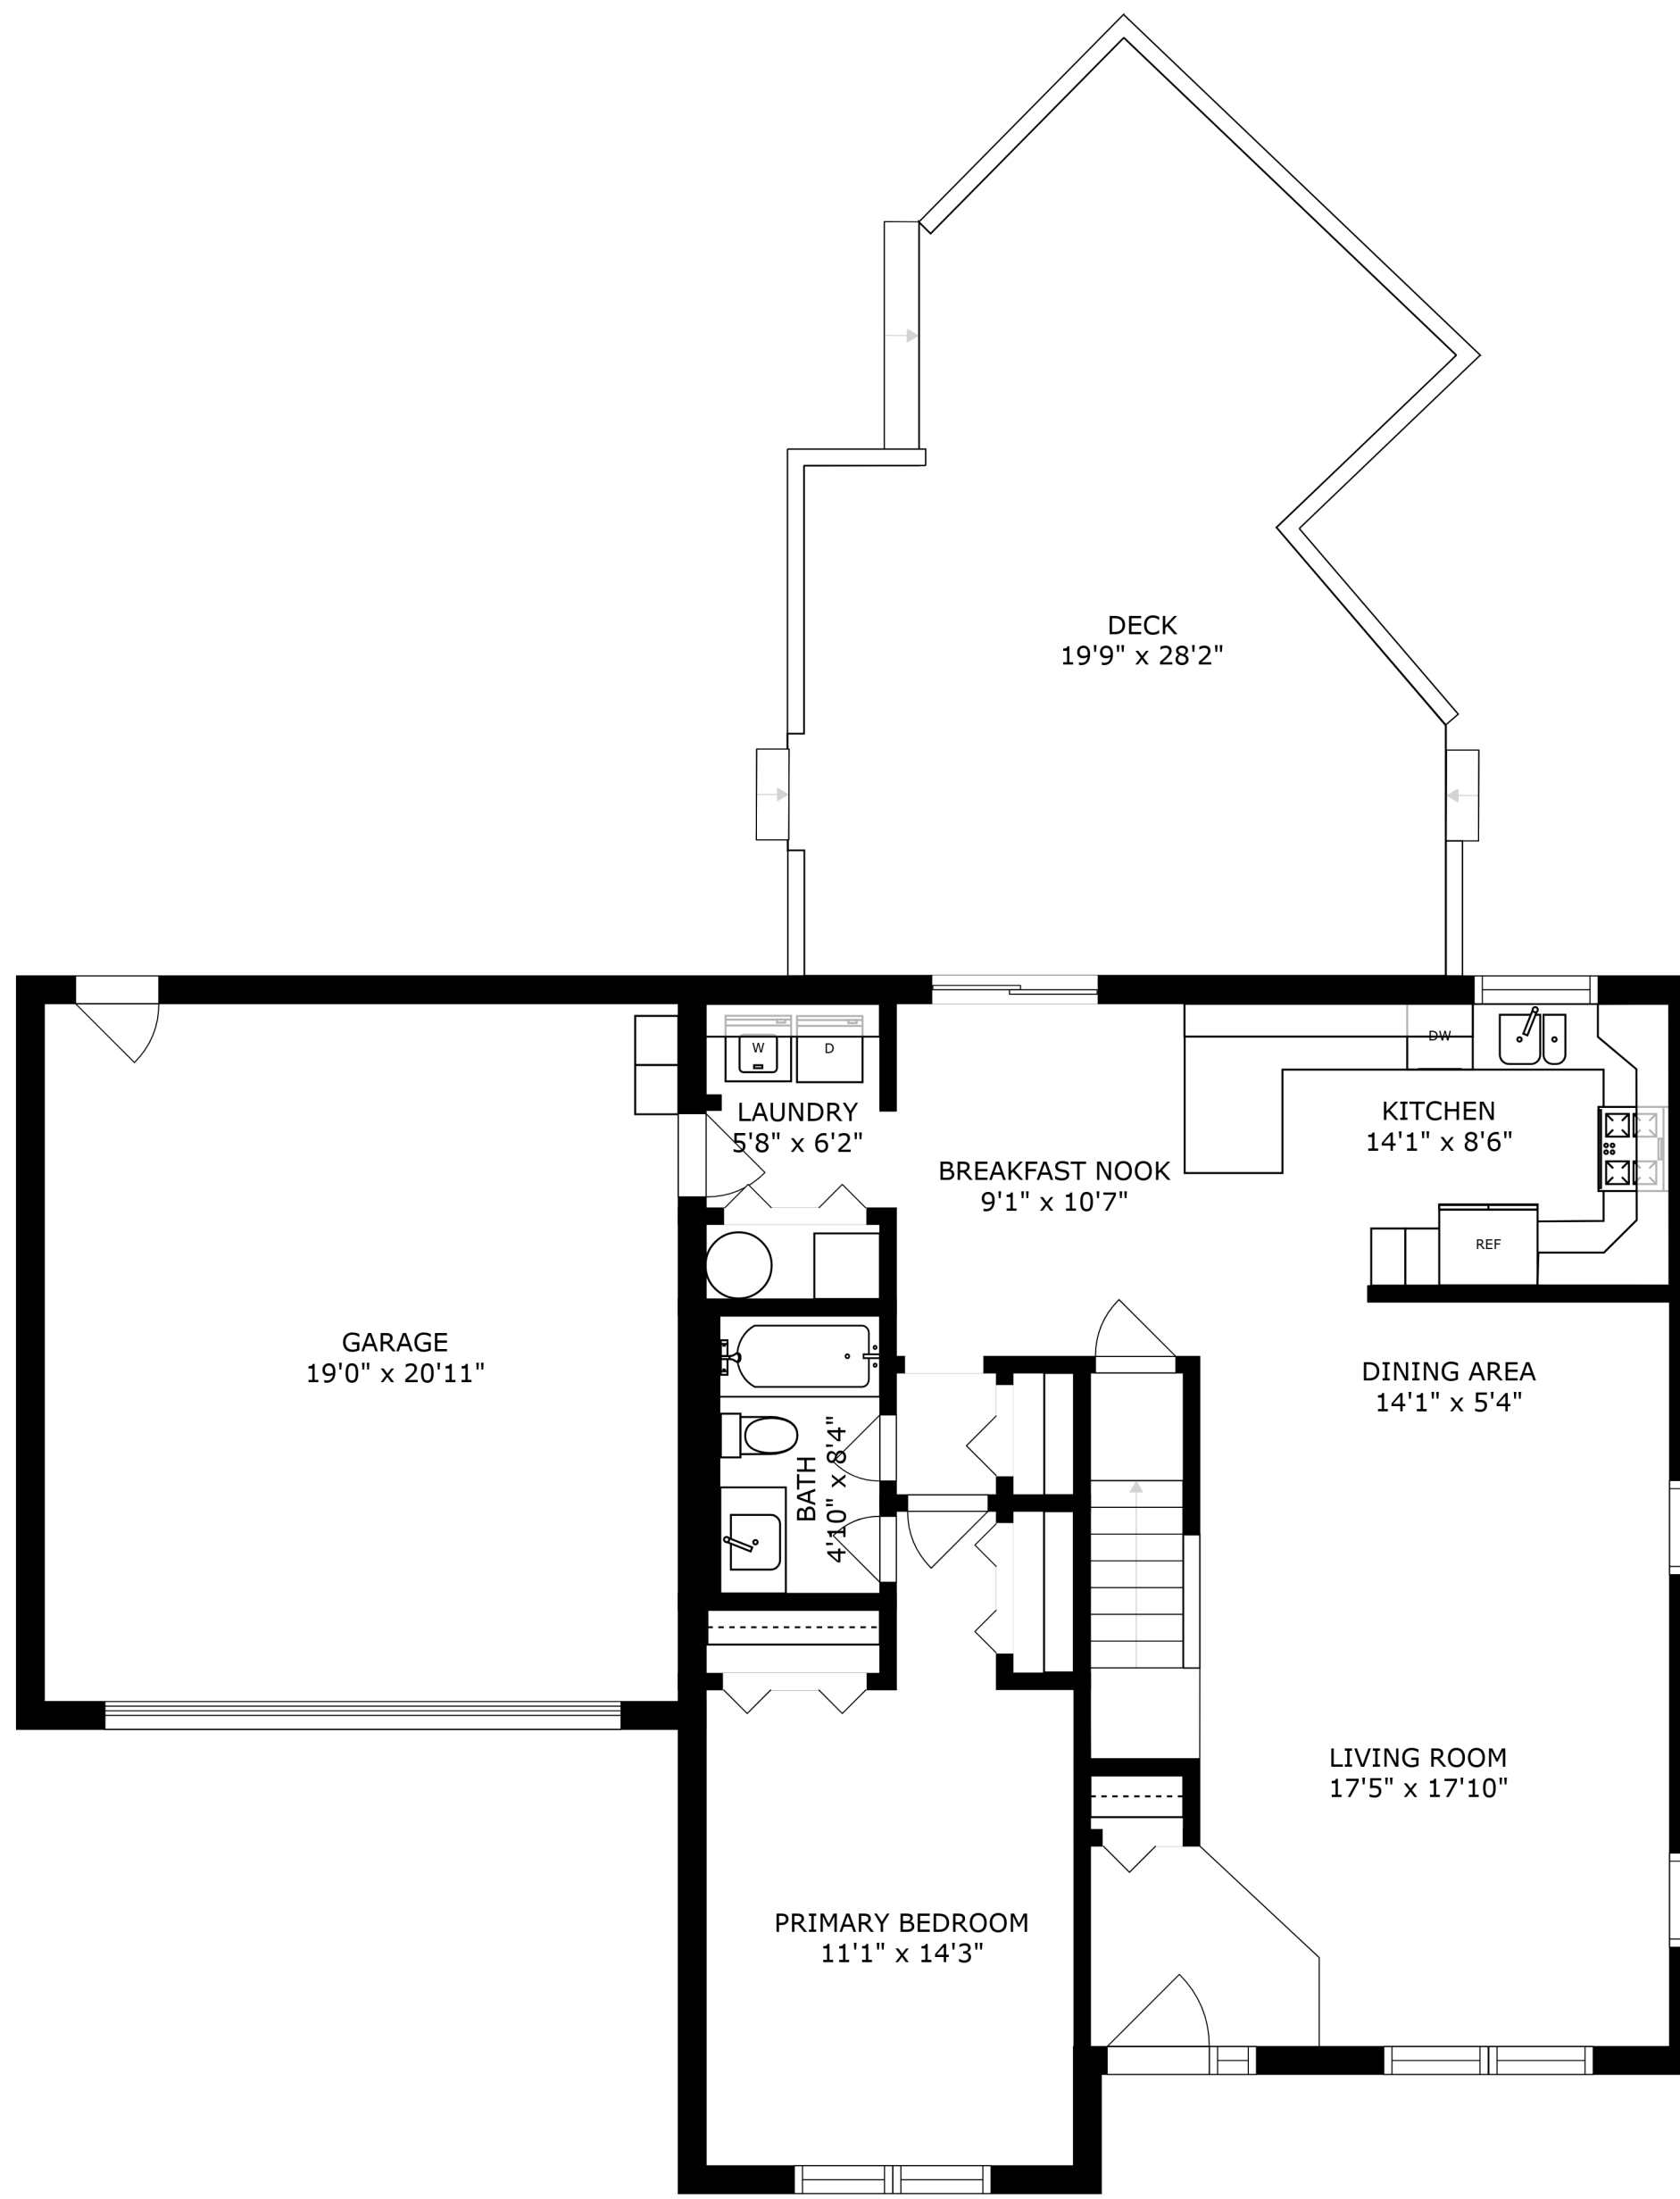 DECK
19'9" x 28'2"
W
D
DW
LAUNDRY
5'8" x 6'2"
KITCHEN
14'1" x 8'6"
BREAKFAST NOOK
9'1" x 10'7"
REF
GARAGE
19'0" x 20'11"
DINING AREA
14'1" x 5'4"
BATH
4'10" x 8'4"
LIVING ROOM
17'5" x 17'10"
PRIMARY BEDROOM
11'1" x 14'3"